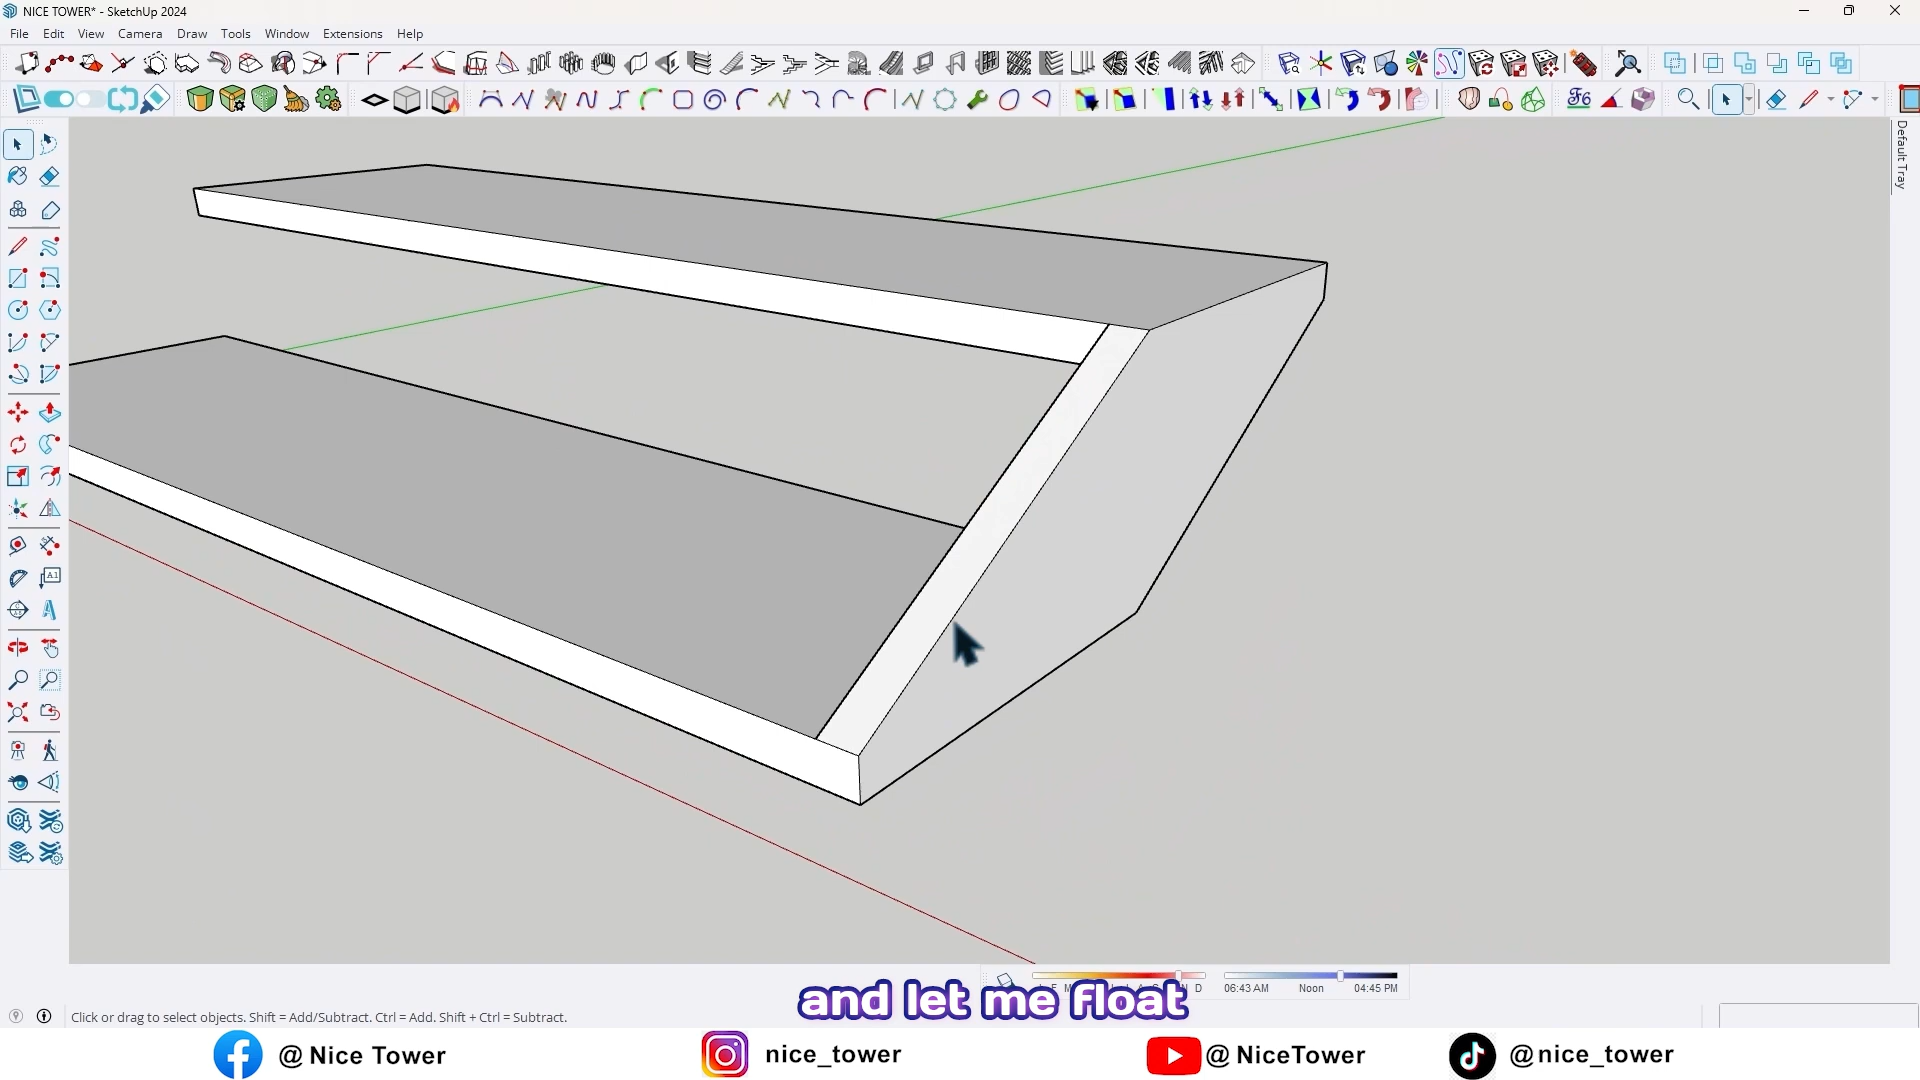 NICE TOWER* - SketchUp 2024
File Edit View Camera Draw Tools Window Extensions Help
Default Tray
and let me float
06:43 AM Noon 04:45 PM
Click or drag to select objects. Shift = Add/Subtract. Ctrl = Add. Shift + Ctrl = Subtract.
@ Nice Tower nice_tower @ NiceTower @nice_tower